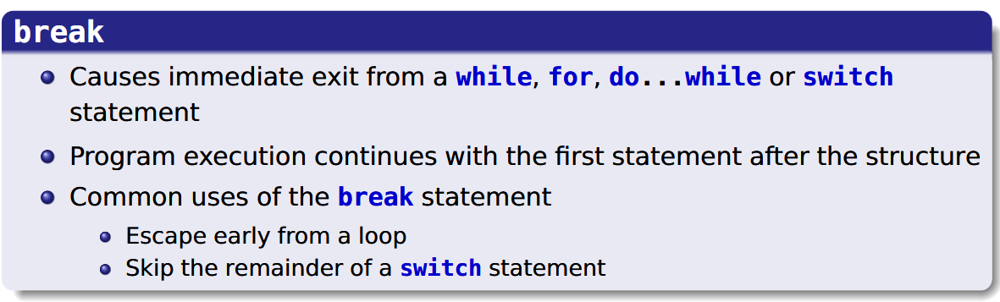 break
Causes immediate exit from a while, for, do...while or switch
statement
Program execution continues with the first statement after the structure
Common uses of the break statement
Escape early from a loop
Skip the remainder of a switch statement